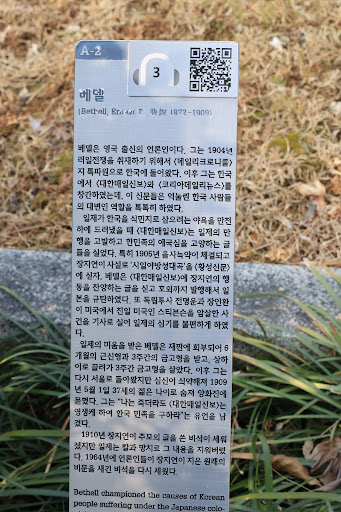 A-2
3
베델
(Bethell, 1872-1909)
베델은 영국 출신의 언론인이다. 그는 1904년
러일전쟁을 취재하기 위해서 〈데일리크로니클〉
지 특파원으로 한국에 들어왔다. 이후 그는 한국
에서 〈대한매일신보〉와 〈코리아데일리뉴스〉를
창간하였는데, 이 신문들은 억눌린 한국 사람들
의 대변인 역할을 톡톡히 하였다.
일제가 한국을 식민지로 삼으려는 야욕을 만천
하에 드러냈을 때 〈대한매일신보〉는 일제의 만
행을 고발하고 한민족의 애국심을 고양하는 글
들을 실었다. 특히 1905년 을사늑약이 체결되고
장지연이 사설로 '시일야방성대곡'을 〈황성신문〉
에 싣자, 베델은 〈대한매일신보〉에 장지연의 행
동을 찬양하는 글을 싣고 호외까지 발행해서 일
본을 규탄하였다. 또 독립투사 전명운과 장인환
이 미국에서 친일 미국인 스티븐슨을 암살한 사
건을 기사로 실어 일제의 심기를 불편하게 하였
다.
일제의 미움을 받은 베델은 재판에 회부되어 6
개월의 근신형과 3주간의 금고형을 받고, 상하
이로 끌려가 3주간 금고형을 살았다. 이후 그는
다시 서울로 돌아왔지만 심신이 쇠약해져 1909
년 5월 1일 37세의 젊은 나이로 숨져 양화진에
묻혔다. 그는 "나는 죽더라도 〈대한매일신보〉는
영생케 하여 한국 민족을 구하라"는 유언을 남
겼다.
1910년 장지연이 추모의 글을 쓴 비석이 세워
졌지만 일제는 칼과 망치로 그 내용을 지워버렸
다. 1964년에 언론인들이 장지연이 지은 원래의
비문을 새긴 비석을 다시 세웠다.
Bethell championed the causes of Korean
people suffering under the Japanese colo-